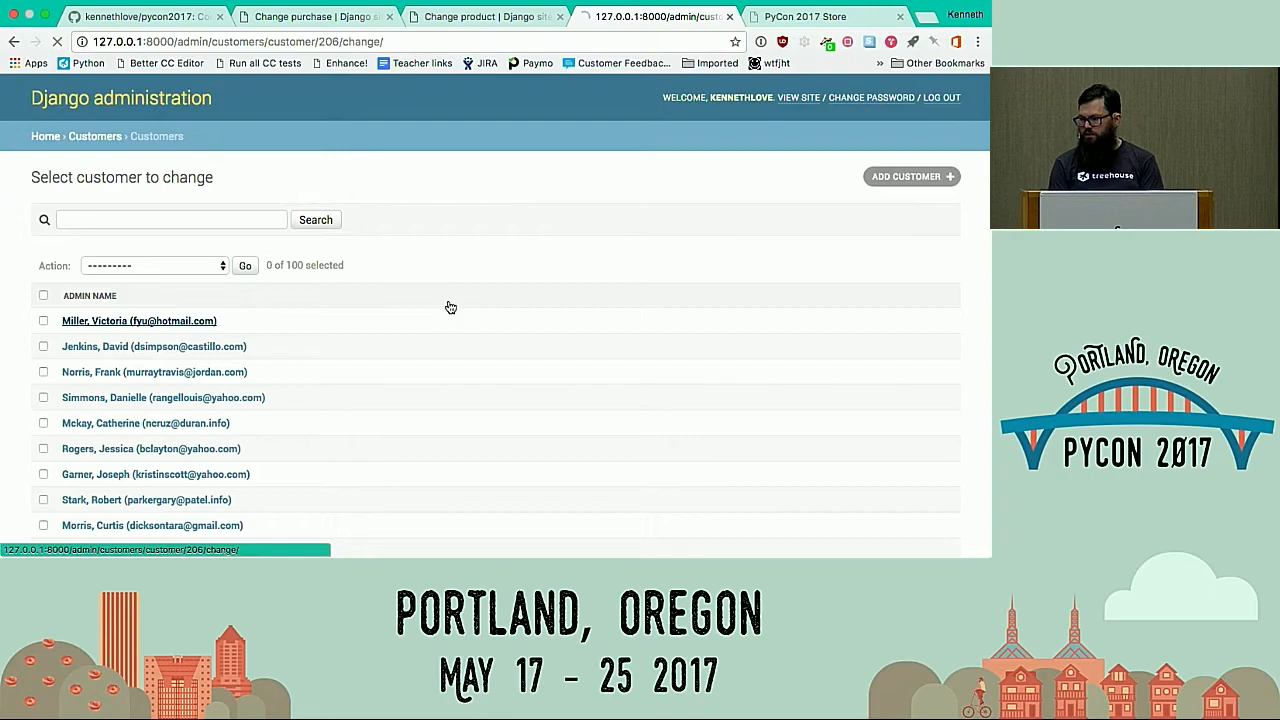 kennethlove/pycon2017: Co
Change purchase | Django si
Change product | Django site
127.0.0.1:8000/admin/custo
PyCon 2017 Store
Kenneth
127.0.0.1:8000/admin/customers/customer/206/change/
Apps
Python
Better CC Editor
Run all CC tests
Enhance!
Teacher links
JIRA
Paymo
Customer Feedbac...
Imported
wtfjht
»
Other Bookmarks
Django administration
WELCOME, KENNETHLOVE. VIEW SITE / CHANGE PASSWORD / LOG OUT
Home › Customers › Customers
Select customer to change
ADD CUSTOMER +
Search
Action: --------- Go 0 of 100 selected
ADMIN NAME
Miller, Victoria (fyu@hotmail.com)
Jenkins, David (dsimpson@castillo.com)
Norris, Frank (murraytravis@jordan.com)
Simmons, Danielle (rangellouis@yahoo.com)
Mckay, Catherine (ncruz@duran.info)
Rogers, Jessica (bclayton@yahoo.com)
Garner, Joseph (kristinscott@yahoo.com)
Stark, Robert (parkergary@patel.info)
Morris, Curtis (dicksontara@gmail.com)
127.0.0.1:8000/admin/customers/customer/206/change/
treehouse
PORTLAND, OREGON
PYCON 2017
PORTLAND, OREGON
MAY 17 - 25 2017